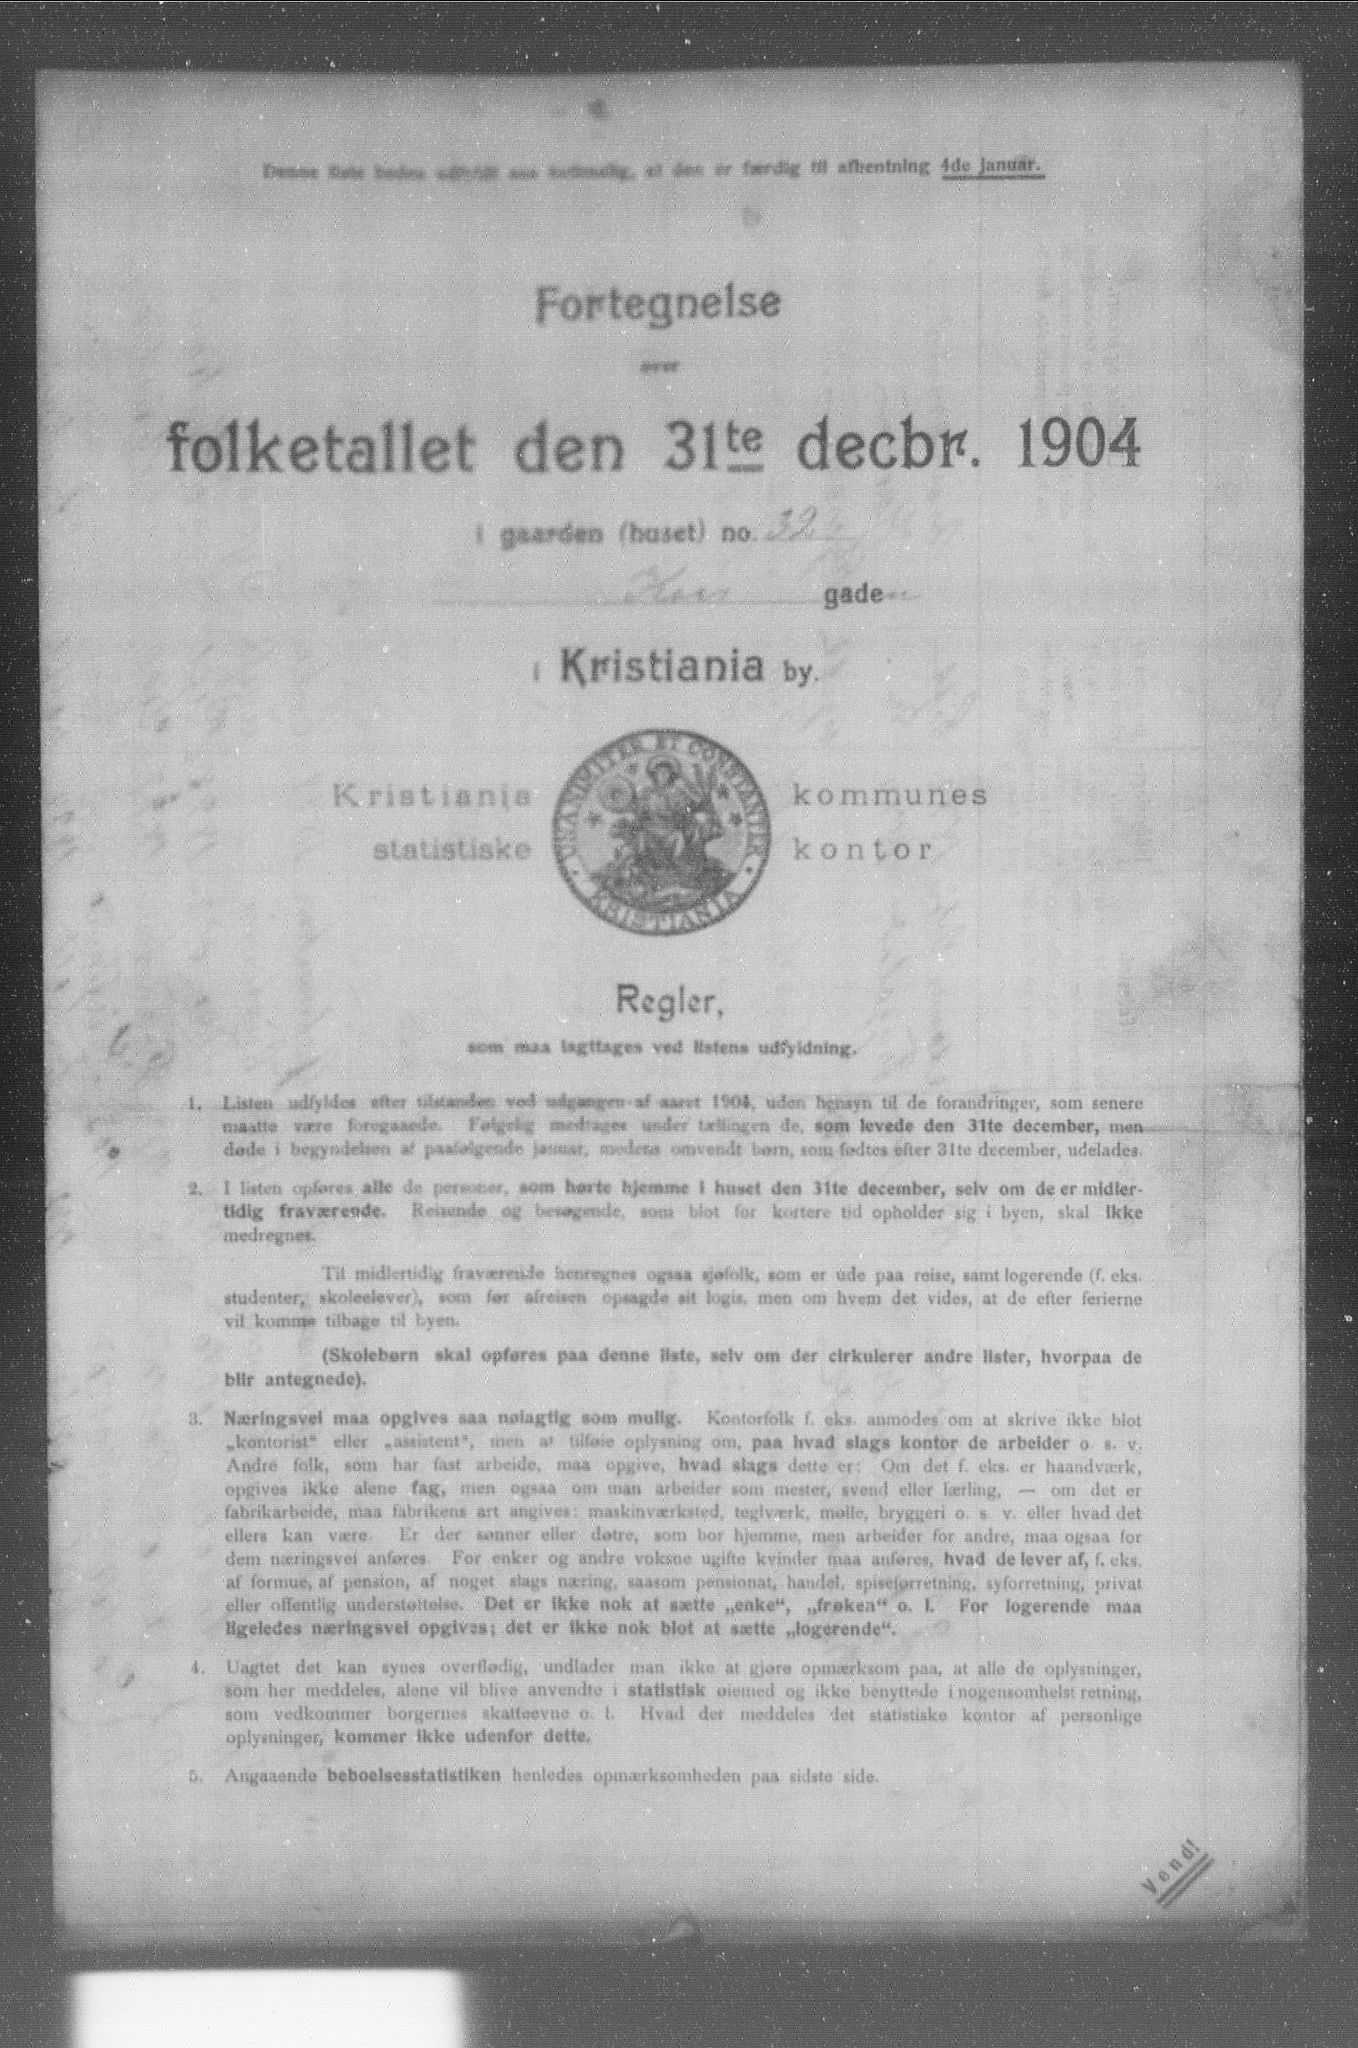 Denne liste bedes udfyldt saa betimelig, at den er færdig til afhentning 4de januar.
Fortegnelse
over
folketallet den 31te decbr. 1904
i gaarden (huset) no. 32
gaden
i Kristiania by.
Kristiania kommunes
statistiske kontor
UNANIMITER ET CONSTANTER
KRISTIANIA
Regler,
som maa iagttages ved listens udfyldning.
1. Listen udfyldes efter tilstanden ved udgangen af aaret 1904, uden hensyn til de forandringer, som senere
maatte være foregaaede. Følgelig medtages under tællingen de, som levede den 31te december, men
døde i begyndelsen af paafølgende januar, medens omvendt børn, som fødtes efter 31te december, udelades.
2. I listen opføres alle de personer, som hørte hjemme i huset den 31te december, selv om de er midler-
tidig fraværende. Reisende og besøgende, som blot for kortere tid opholder sig i byen, skal ikke
medregnes.
Til midlertidig fraværende henregnes ogsaa sjøfolk, som er ude paa reise, samt logerende (f. eks.
studenter, skoleelever), som før afreisen opsagde sit logis, men om hvem det vides, at de efter ferierne
vil komme tilbage til byen.
(Skolebørn skal opføres paa denne liste, selv om der cirkulerer andre lister, hvorpaa de
blir antegnede).
3. Næringsvei maa opgives saa nøiagtig som mulig. Kontorfolk f. eks. anmodes om at skrive ikke blot
„kontorist“ eller „assistent“, men at tilføie oplysning om, paa hvad slags kontor de arbeider o. s. v.
Andre folk, som har fast arbeide, maa opgive, hvad slags dette er: Om det f. eks. er haandværk,
opgives ikke alene fag, men ogsaa om man arbeider som mester, svend eller lærling, — om det er
fabrikarbeide, maa fabrikens art angives: maskinværksted, teglværk, mølle, bryggeri o. s. v. eller hvad det
ellers kan være. Er der sønner eller døtre, som bor hjemme, men arbeider for andre, maa ogsaa for
dem næringsvei anføres. For enker og andre voksne ugifte kvinder maa anføres, hvad de lever af, f. eks.
af formue, af pension, af noget slags næring, saasom pensionat, handel, spiseforretning, syforretning, privat
eller offentlig understøttelse. Det er ikke nok at sætte „enke“, „frøken“ o. l. For logerende maa
ligeledes næringsvei opgives; det er ikke nok blot at sætte „logerende“.
4. Uagtet det kan synes overflødig, undlader man ikke at gjøre opmærksom paa, at alle de oplysninger,
som her meddeles, alene vil blive anvendte i statistisk øiemed og ikke benyttede i nogensomhelst retning,
som vedkommer borgernes skatteevne o. l. Hvad der meddeles det statistiske kontor af personlige
oplysninger, kommer ikke udenfor dette.
5. Angaaende beboelsesstatistiken henledes opmærksomheden paa sidste side.
Vend!